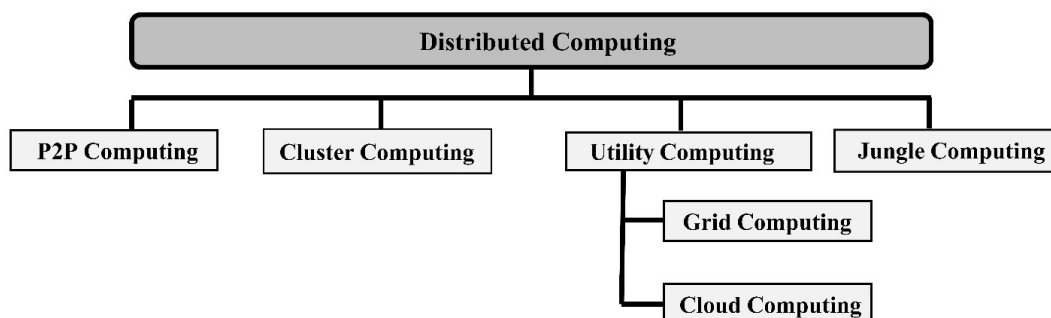 Distributed Computing
P2P Computing
Cluster Computing
Utility Computing
Jungle Computing
Grid Computing
Cloud Computing